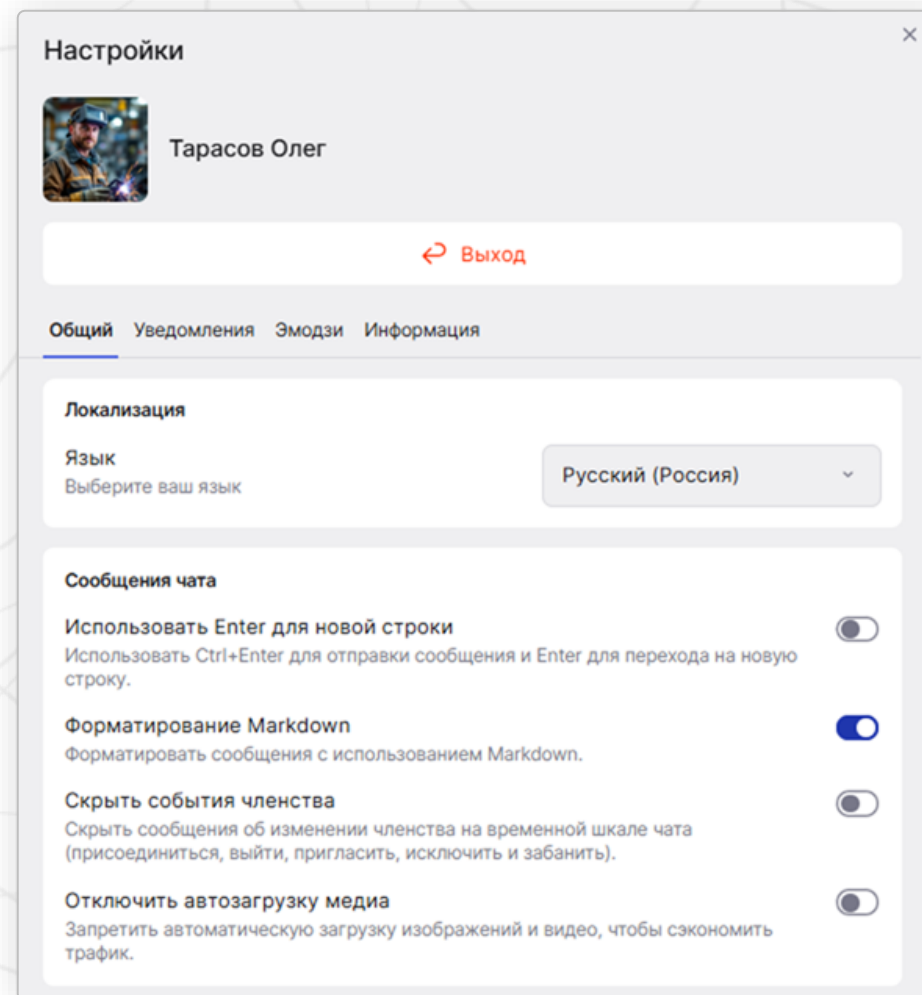 Настройки
Тарасов Олег
Выход
Общий Уведомления Эмодзи Информация
Локализация
Язык
Выберите ваш язык
Русский (Россия)
Сообщения чата
Использовать Enter для новой строки
Использовать Ctrl+Enter для отправки сообщения и Enter для перехода на новую
строку.
Форматирование Markdown
Форматировать сообщения с использованием Markdown.
Скрыть события членства
Скрыть сообщения об изменении членства на временной шкале чата
(присоединиться, выйти, пригласить, исключить и забанить).
Отключить автозагрузку медиа
Запретить автоматическую загрузку изображений и видео, чтобы сэкономить
трафик.